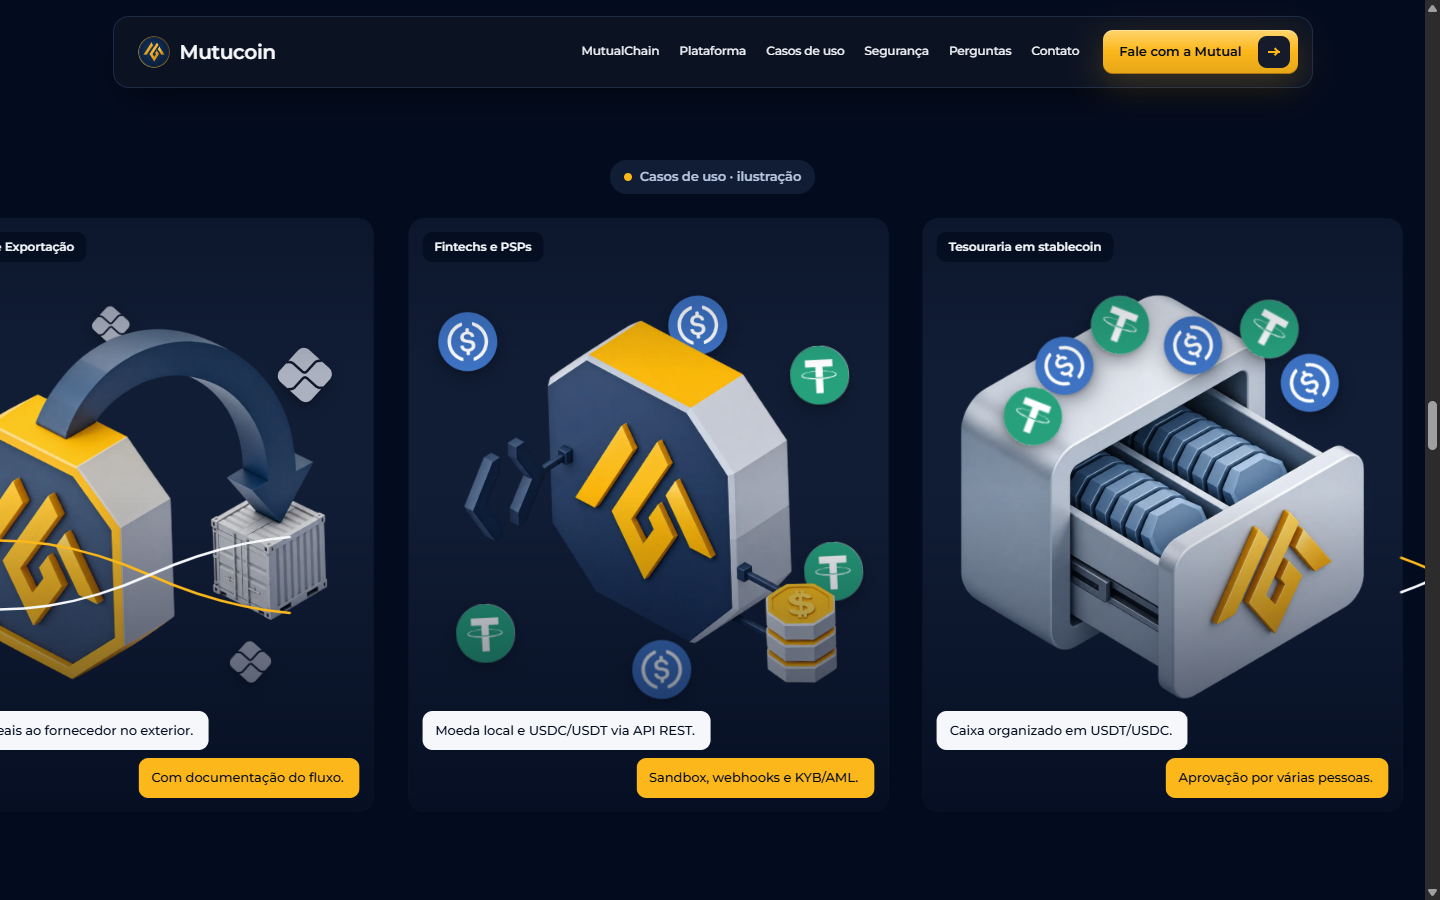 Mutucoin
MutualChain
Plataforma
Casos de uso
Segurança
Perguntas
Contato
Fale com a Mutual
Casos de uso · ilustração
Exportação
Fintechs e PSPs
Tesouraria em stablecoin
ao fornecedor no exterior.
Com documentação do fluxo.
Moeda local e USDC/USDT via API REST.
Sandbox, webhooks e KYB/AML.
Caixa organizado em USDT/USDC.
Aprovação por várias pessoas.